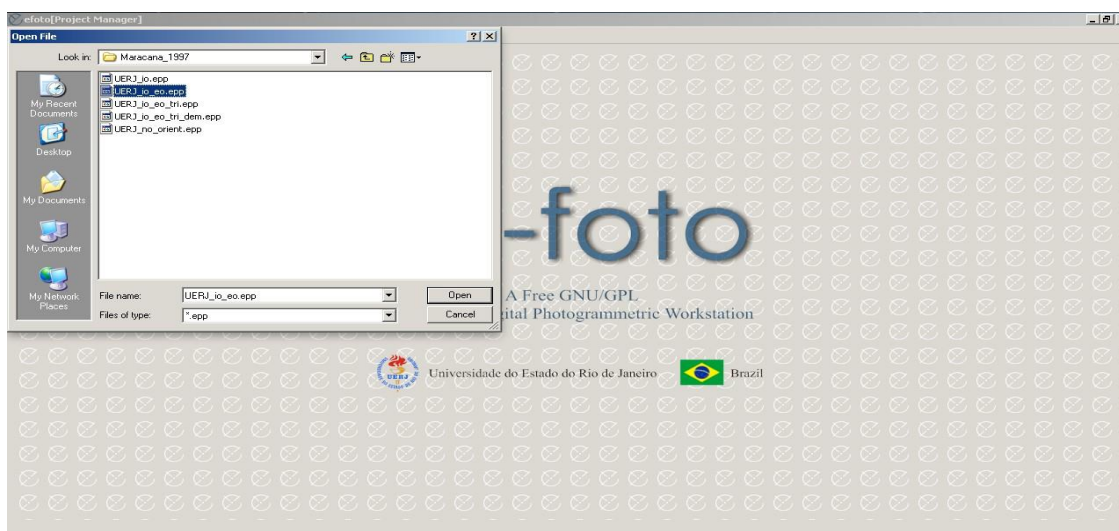 efoto[Project Manager]
Open File
Look in: Maracana_1997
My Recent Documents
Desktop
My Documents
My Computer
My Network Places
UERJ_io.epp
UERJ_io_eo.epp
UERJ_io_eo_tri.epp
UERJ_io_eo_tri_dem.epp
UERJ_no_orient.epp
File name: UERJ_io_eo.epp Open
Files of type: *.epp Cancel
-foto
A Free GNU/GPL
ital Photogrammetric Workstation
UERJ
Universidade do Estado do Rio de Janeiro Brazil